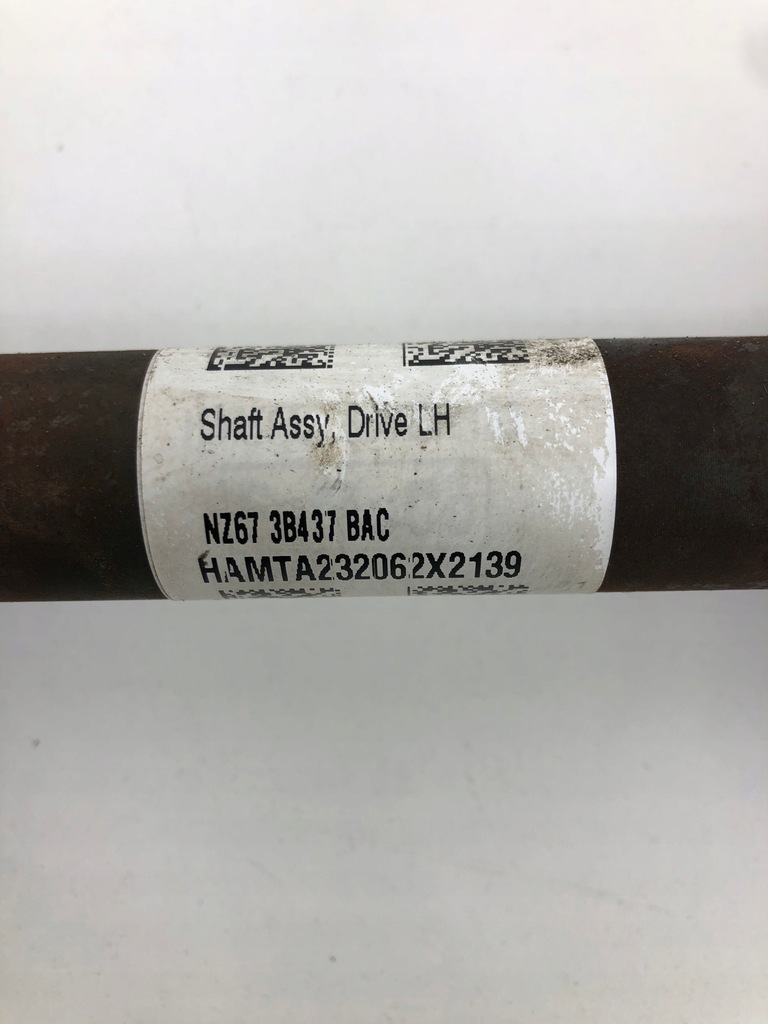 Shaft Assy, Drive LH
NZ67 3B437 BAC
HAMTA232062X2139